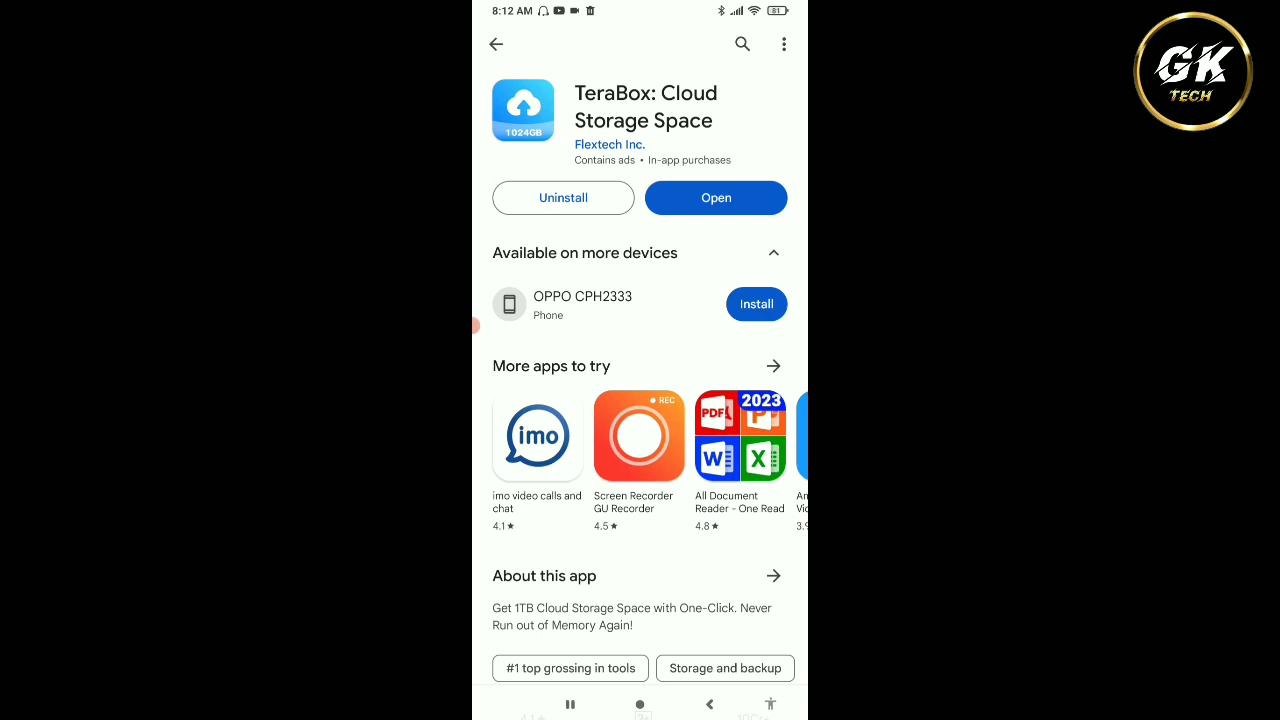 8:12 AM
81
GK
TECH
TeraBox: Cloud
Storage Space
1024GB
Flextech Inc.
Contains ads • In-app purchases
Uninstall
Open
Available on more devices
OPPO CPH2333
Phone
Install
More apps to try
imo
REC
PDF
2023
P
W
X
imo video calls and
chat
4.1★
Screen Recorder
GU Recorder
4.5★
All Document
Reader - One Read
4.8★
About this app
Get 1TB Cloud Storage Space with One-Click. Never
Run out of Memory Again!
#1 top grossing in tools
Storage and backup